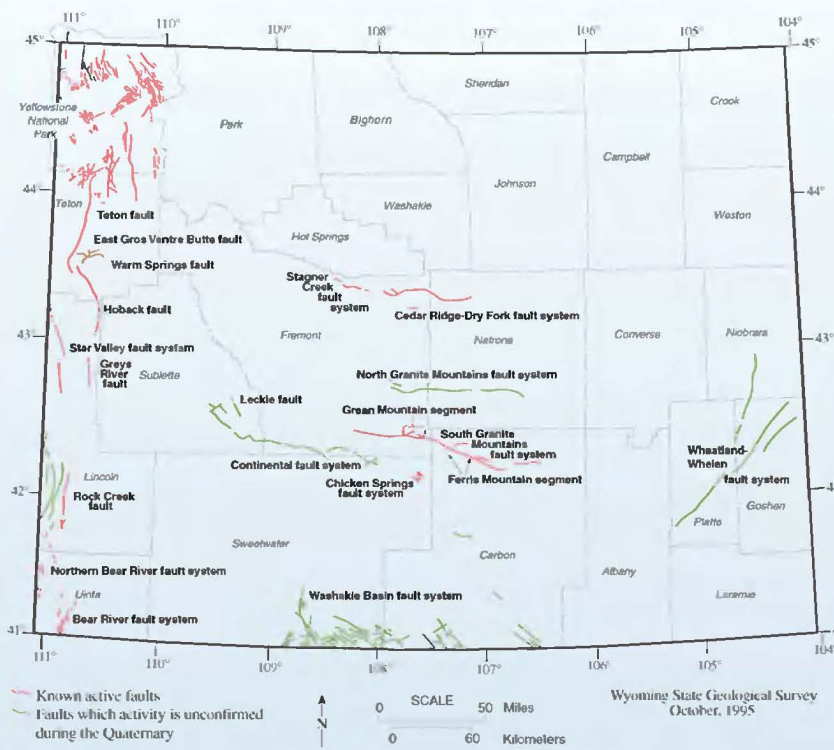 111° 110° 109° 108° 107° 106° 105° 104°
45° 45°
Sheridan
Crook
Yellowstone
National
Park
Park
Bighorn
Campbell
Johnson
44° 44°
Teton
Washakie
Weston
Teton fault
East Gros Ventre Butte fault
Hot Springs
Warm Springs fault
Stagner
Creek
fault
system
Hoback fault
Cedar Ridge-Dry Fork fault system
43° 43°
Fremont
Natrona
Converse
Niobrara
Star Valley fault system
Greys
River
fault
Sublette
North Granite Mountains fault system
Leckie fault
Green Mountain segment
South Granite
Mountains
fault system
Wheatland-
Whalen
fault system
Continental fault system
Lincoln
Chicken Springs
fault system
Ferris Mountain segment
42° 42°
Rock Creek
fault
Goshen
Platte
Sweetwater
Carbon
Northern Bear River fault system
Albany
Uinta
Washakie Basin fault system
Laramie
Bear River fault system
41° 41°
111° 110° 109° 108° 107° 106° 105° 104°
Known active faults
Faults which activity is unconfirmed
during the Quaternary
N
SCALE
0 50 Miles
0 60 Kilometers
Wyoming State Geological Survey
October, 1995